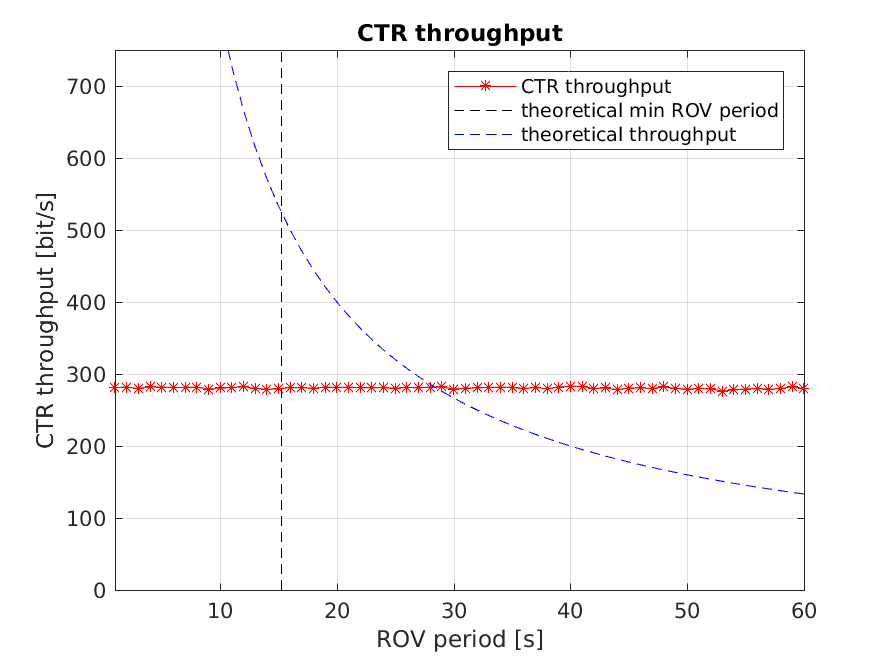 CTR throughput
CTR throughput
theoretical min ROV period
theoretical throughput
CTR throughput [bit/s]
700
600
500
400
300
200
100
0
10 20 30 40 50 60
ROV period [s]